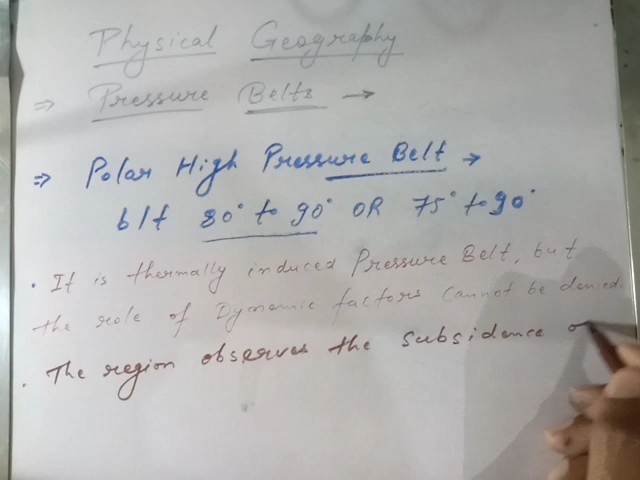 Physical Geography
⇒ Pressure Belts →
⇒ Polar High Pressure Belt →
b/t 80° to 90° OR 75° to 90°
• It is thermally induced Pressure Belt, but
the role of Dynamic factors cannot be denied.
• The region observes the subsidence